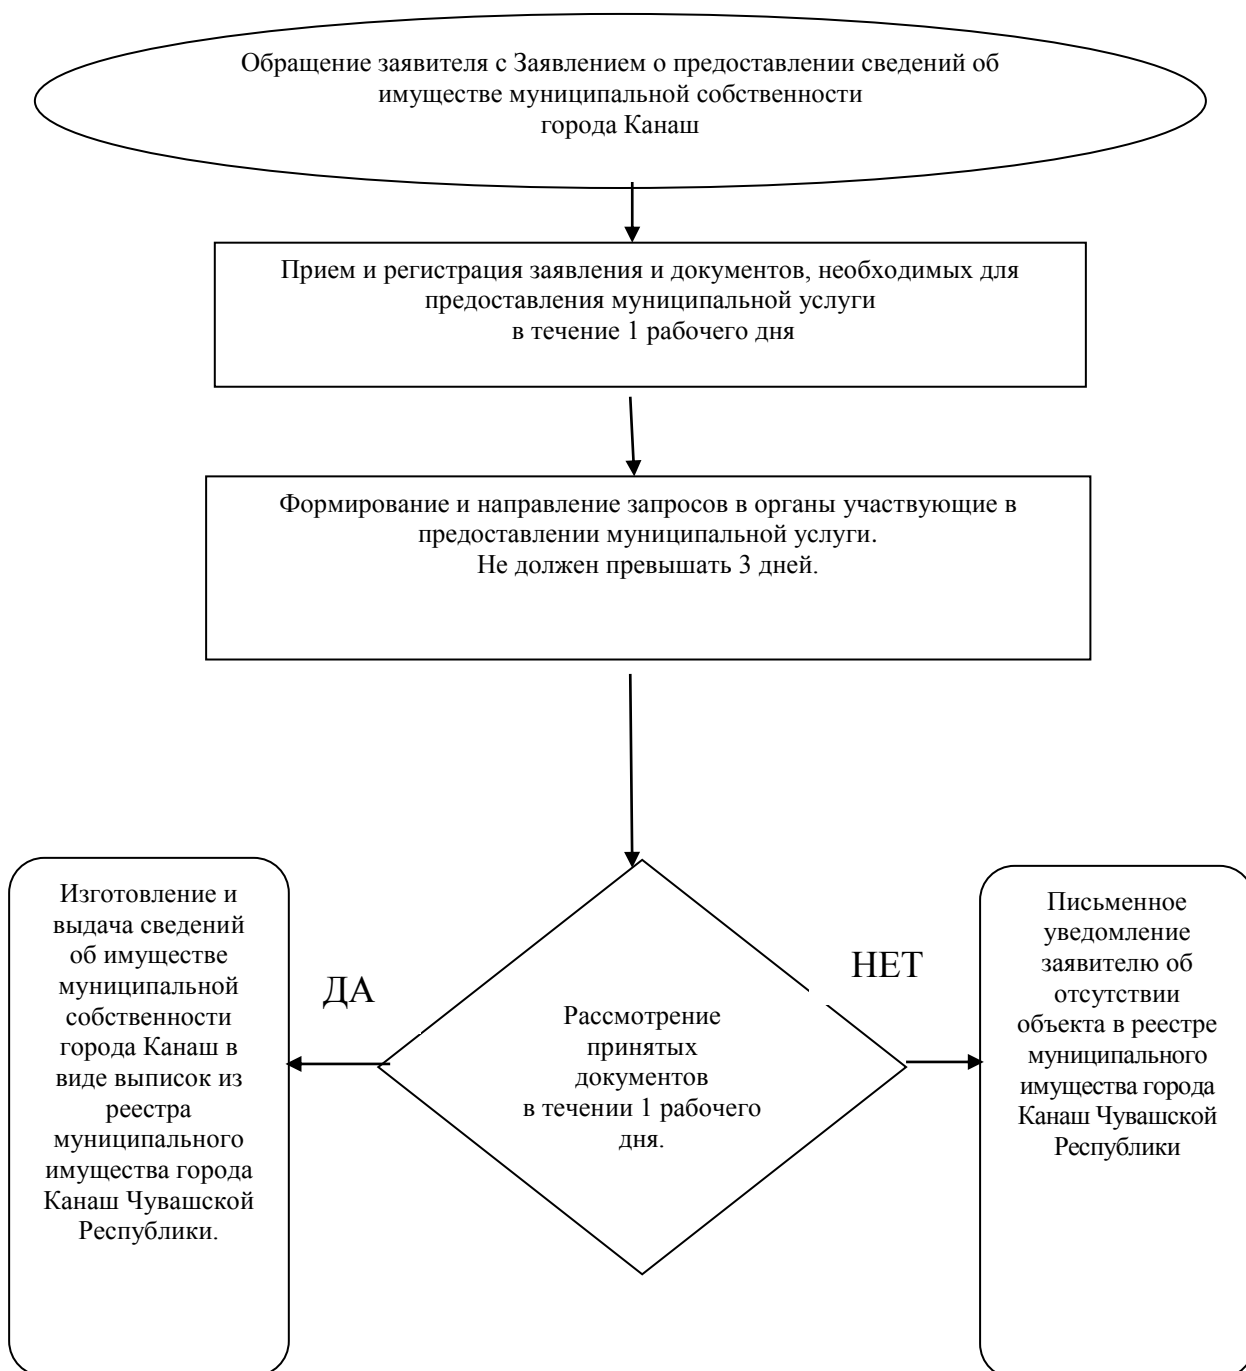 Обращение заявителя с Заявлением о предоставлении сведений об
имуществе муниципальной собственности
города Канаш
Прием и регистрация заявления и документов, необходимых для
предоставления муниципальной услуги
в течение 1 рабочего дня
Формирование и направление запросов в органы участвующие в
предоставлении муниципальной услуги.
Не должен превышать 3 дней.
Изготовление и
выдача сведений
об имуществе
муниципальной
собственности
города Канаш в
виде выписок из
реестра
муниципального
имущества города
Канаш Чувашской
Республики.
ДА
Рассмотрение
принятых
документов
в течении 1 рабочего
дня.
НЕТ
Письменное
уведомление
заявителю об
отсутствии
объекта в реестре
муниципального
имущества города
Канаш Чувашской
Республики